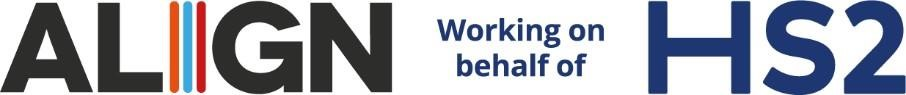 ALIGN
Working on
behalf of
HS2